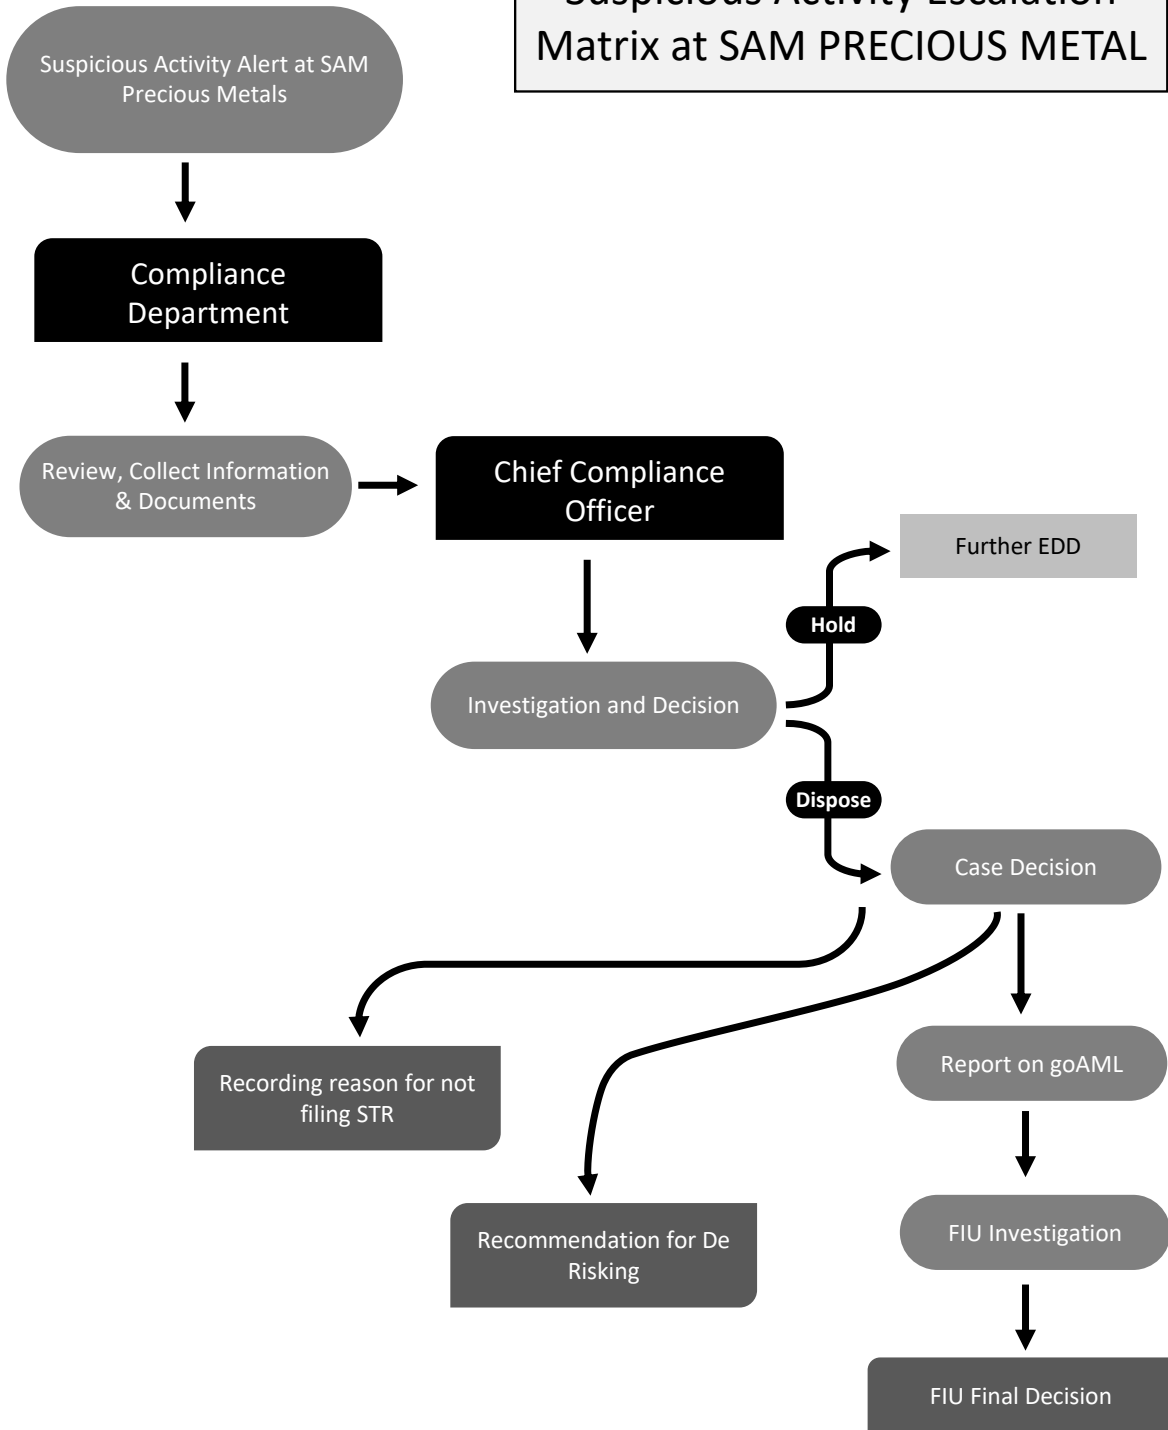 Suspicious Activity Escalation
Matrix at SAM PRECIOUS METAL
Suspicious Activity Alert at SAM
Precious Metals
Compliance
Department
Review, Collect Information
& Documents
Chief Compliance
Officer
Further EDD
Hold
Investigation and Decision
Dispose
Case Decision
Recording reason for not
filing STR
Report on goAML
Recommendation for De
Risking
FIU Investigation
FIU Final Decision